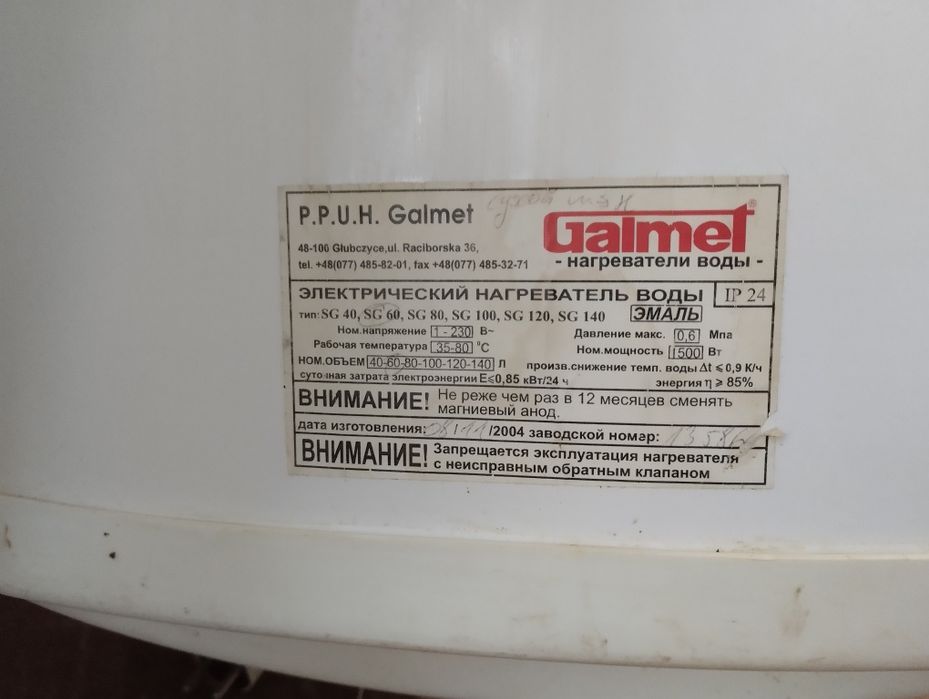 P.P.U.H. Galmet сухой тэн
Galmet®
48-100 Głubczyce,ul. Raciborska 36,
tel. +48(077) 485-82-01, fax +48(077) 485-32-71
- нагреватели воды -
ЭЛЕКТРИЧЕСКИЙ НАГРЕВАТЕЛЬ ВОДЫ IP 24
тип: SG 40, SG 60, SG 80, SG 100, SG 120, SG 140 ЭМАЛЬ
Ном.напряжение 1 - 230 В~ Давление макс. 0,6 Мпа
Рабочая температура 35-80 °С Ном.мощность 1500 Вт
НОМ.ОБЪЕМ 40-60-80-100-120-140 Л произв.снижение темп. воды Δt ⩽ 0,9 К/ч
суточная затрата электроэнергии E⩽0,85 кВт/24 ч энергия η ⩾ 85%
ВНИМАНИЕ! Не реже чем раз в 12 месяцев сменять
магниевый анод.
дата изготовления: 08.11/2004 заводской номер:
ВНИМАНИЕ! Запрещается эксплуатация нагревателя
с неисправным обратным клапаном